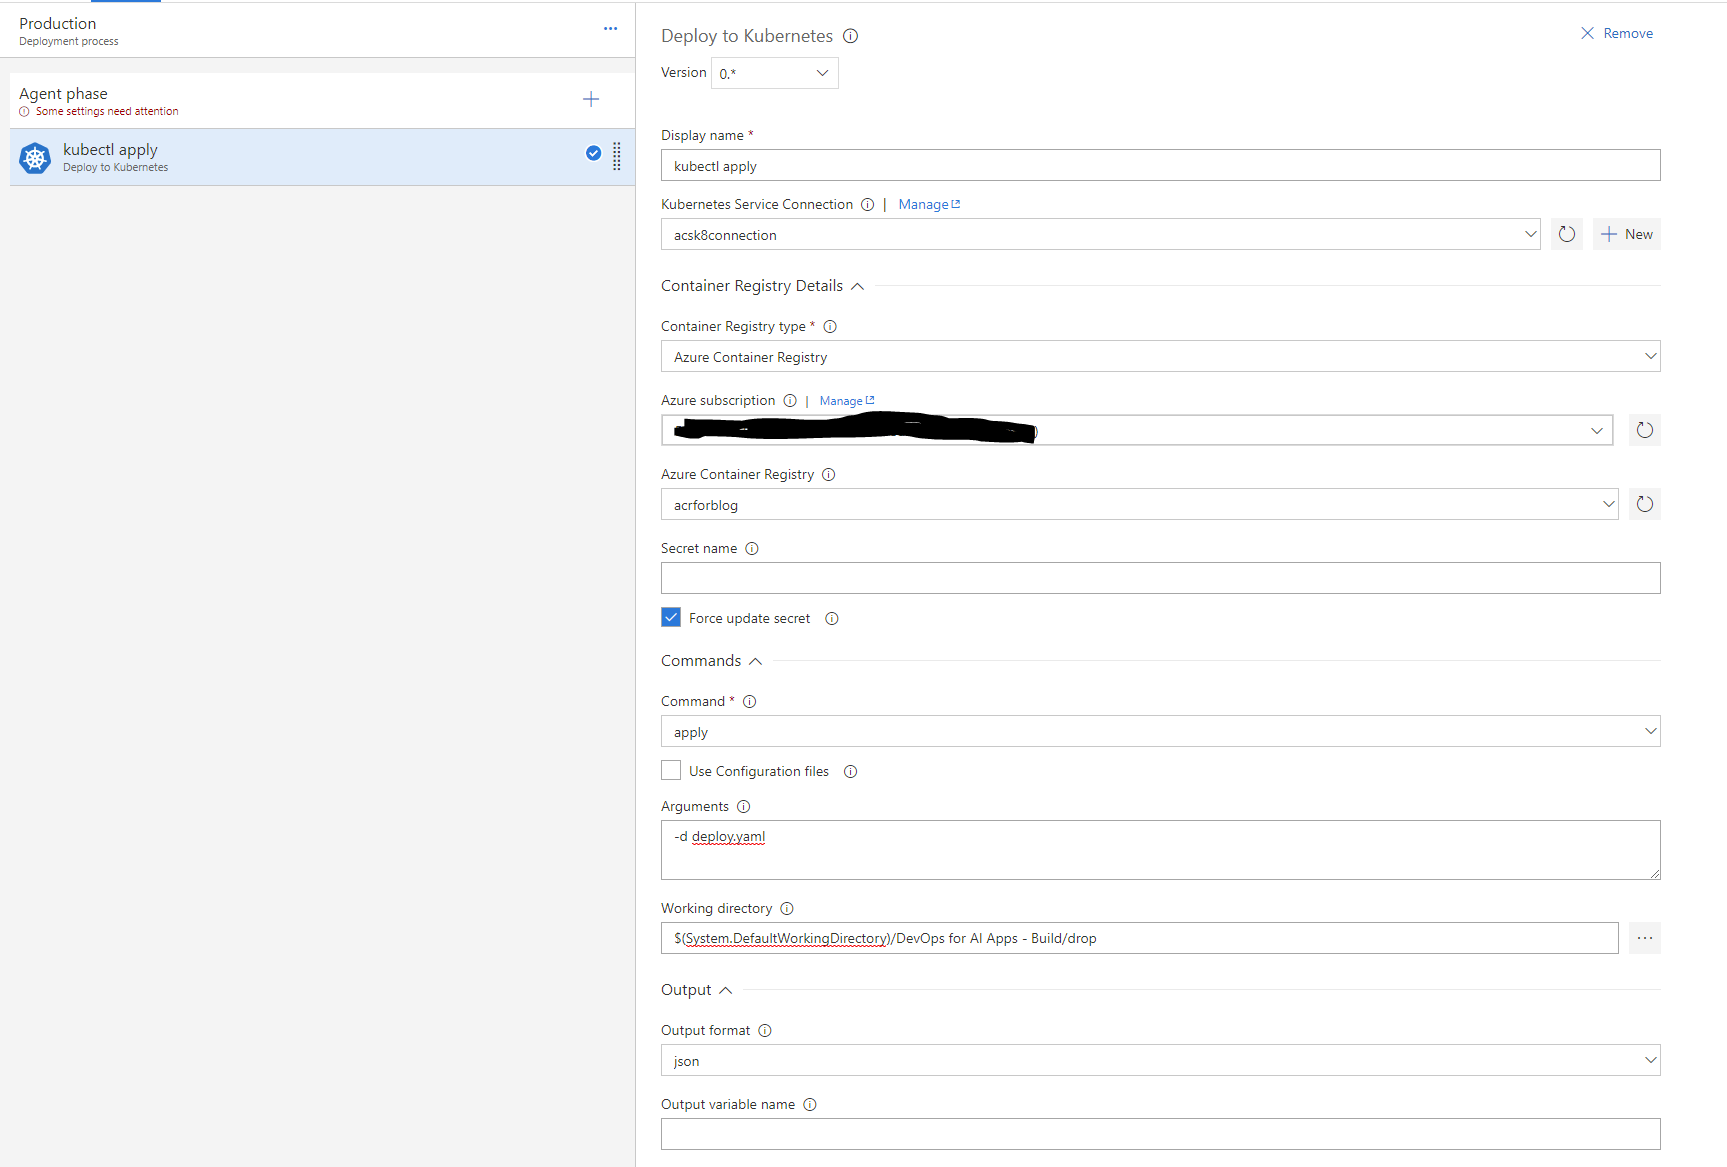 Production
Deployment process
Agent phase
Some settings need attention
kubectl apply
Deploy to Kubernetes
Deploy to Kubernetes
Remove
Version 0.*
Display name *
kubectl apply
Kubernetes Service Connection | Manage
acsk8connection
New
Container Registry Details
Container Registry type *
Azure Container Registry
Azure subscription | Manage
Azure Container Registry
acrforblog
Secret name
Force update secret
Commands
Command *
apply
Use Configuration files
Arguments
-d deploy.yaml
Working directory
$(System.DefaultWorkingDirectory)/DevOps for AI Apps - Build/drop
Output
Output format
json
Output variable name